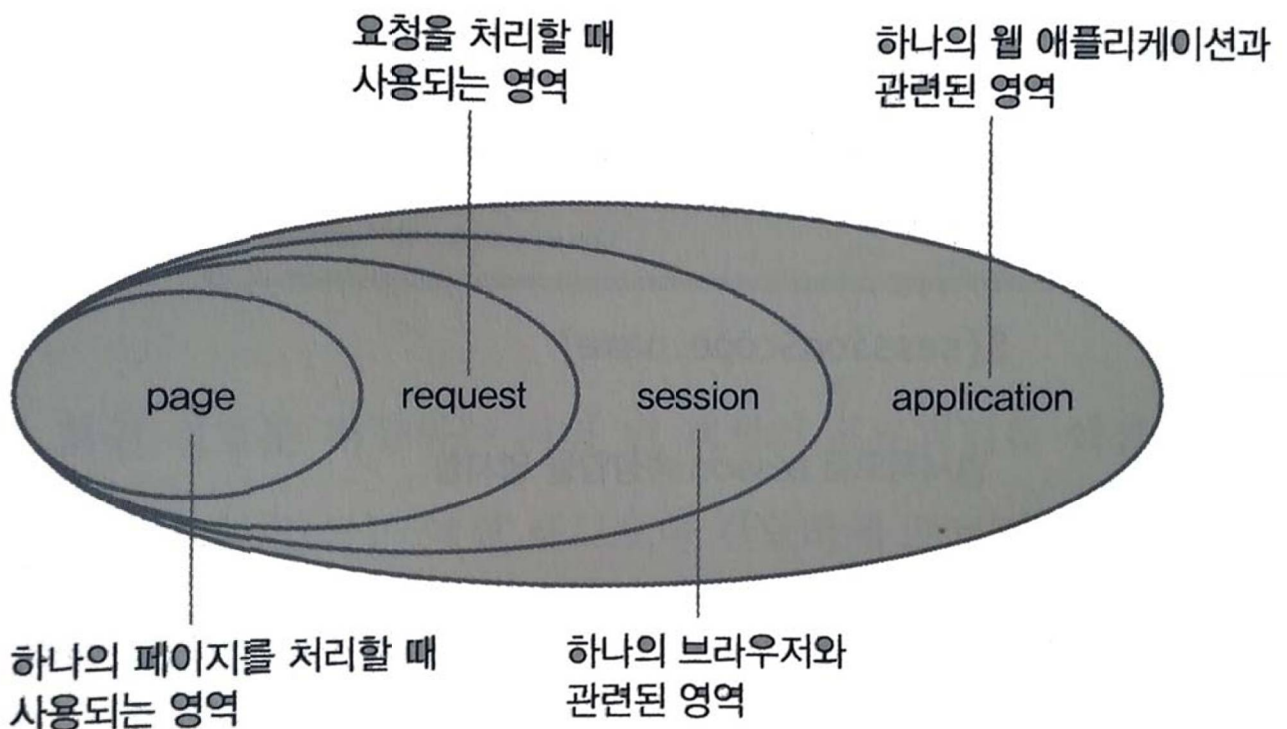 요청을 처리할 때
사용되는 영역
하나의 웹 애플리케이션과
관련된 영역
page
request
session
application
하나의 페이지를 처리할 때
사용되는 영역
하나의 브라우저와
관련된 영역